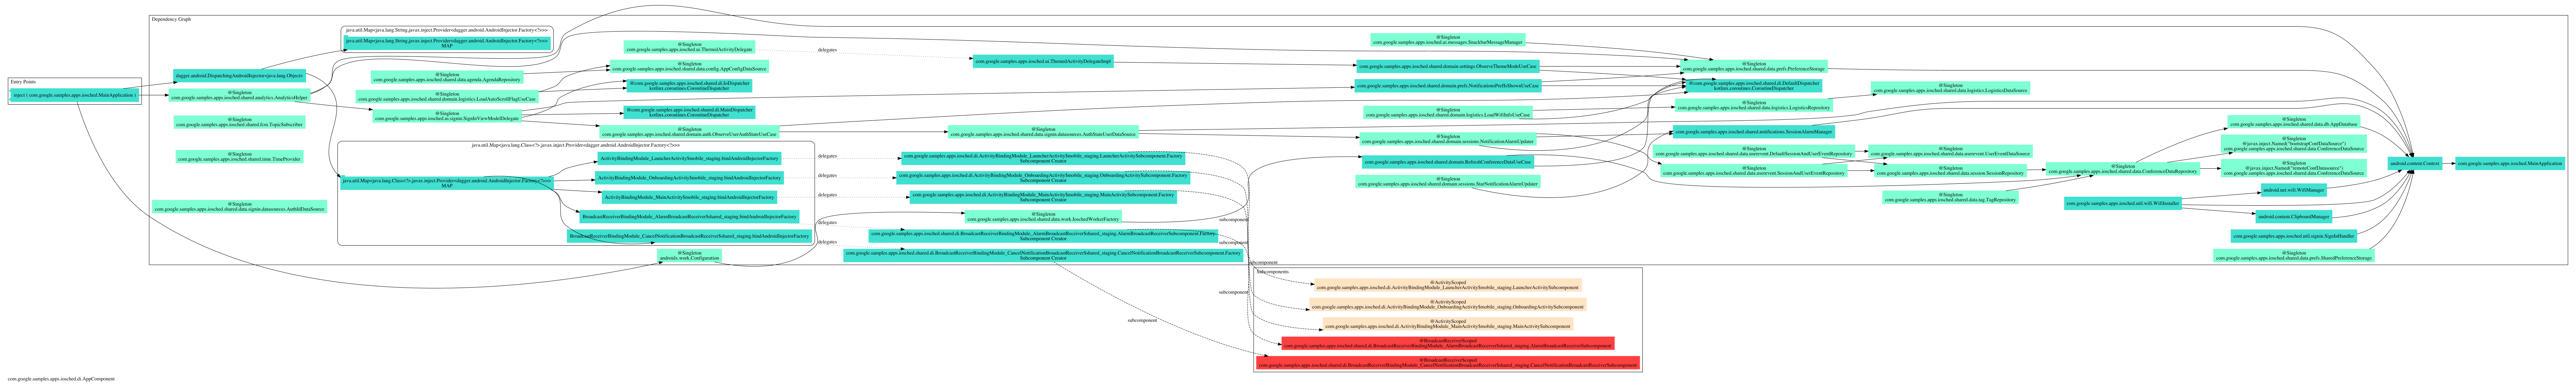 Dependency Graph
java.util.Map<java.lang.String,javax.inject.Provider<dagger.android.AndroidInjector.Factory<?>>>
java.util.Map<java.lang.String,javax.inject.Provider<dagger.android.AndroidInjector.Factory<?>>>
MAP
Entry Points
inject ( com.google.samples.apps.iosched.MainApplication )
dagger.android.DispatchingAndroidInjector<java.lang.Object>
@Singleton
com.google.samples.apps.iosched.shared.analytics.AnalyticsHelper
@Singleton
com.google.samples.apps.iosched.shared.fcm.TopicSubscriber
@Singleton
com.google.samples.apps.iosched.shared.time.TimeProvider
@Singleton
com.google.samples.apps.iosched.shared.data.signin.datasources.AuthIdDataSource
@Singleton
com.google.samples.apps.iosched.shared.data.agenda.AgendaRepository
@Singleton
com.google.samples.apps.iosched.shared.domain.logistics.LoadAutoScrollFlagUseCase
@Singleton
com.google.samples.apps.iosched.ui.signin.SignInViewModelDelegate
java.util.Map<java.lang.Class<?>,javax.inject.Provider<dagger.android.AndroidInjector.Factory<?>>>
java.util.Map<java.lang.Class<?>,javax.inject.Provider<dagger.android.AndroidInjector.Factory<?>>>
MAP
@Singleton
com.google.samples.apps.iosched.ui.ThemedActivityDelegate
@Singleton
com.google.samples.apps.iosched.shared.data.config.AppConfigDataSource
@com.google.samples.apps.iosched.shared.di.IoDispatcher
kotlinx.coroutines.CoroutineDispatcher
@com.google.samples.apps.iosched.shared.di.MainDispatcher
kotlinx.coroutines.CoroutineDispatcher
@Singleton
com.google.samples.apps.iosched.shared.domain.auth.ObserveUserAuthStateUseCase
ActivityBindingModule_LauncherActivity$mobile_staging.bindAndroidInjectorFactory
ActivityBindingModule_OnboardingActivity$mobile_staging.bindAndroidInjectorFactory
ActivityBindingModule_MainActivity$mobile_staging.bindAndroidInjectorFactory
BroadcastReceiverBindingModule_AlarmBroadcastReceiver$shared_staging.bindAndroidInjectorFactory
BroadcastReceiverBindingModule_CancelNotificationBroadcastReceiver$shared_staging.bindAndroidInjectorFactory
@Singleton
androidx.work.Configuration
delegates
delegates
delegates
delegates
delegates
delegates
com.google.samples.apps.iosched.ui.ThemedActivityDelegateImpl
@Singleton
com.google.samples.apps.iosched.shared.data.signin.datasources.AuthStateUserDataSource
com.google.samples.apps.iosched.di.ActivityBindingModule_LauncherActivity$mobile_staging.LauncherActivitySubcomponent.Factory
Subcomponent Creator
com.google.samples.apps.iosched.di.ActivityBindingModule_OnboardingActivity$mobile_staging.OnboardingActivitySubcomponent.Factory
Subcomponent Creator
com.google.samples.apps.iosched.di.ActivityBindingModule_MainActivity$mobile_staging.MainActivitySubcomponent.Factory
Subcomponent Creator
@Singleton
com.google.samples.apps.iosched.shared.data.work.IoschedWorkerFactory
com.google.samples.apps.iosched.shared.di.BroadcastReceiverBindingModule_AlarmBroadcastReceiver$shared_staging.AlarmBroadcastReceiverSubcomponent.Factory
Subcomponent Creator
com.google.samples.apps.iosched.shared.di.BroadcastReceiverBindingModule_CancelNotificationBroadcastReceiver$shared_staging.CancelNotificationBroadcastReceiverSubcomponent.Factory
Subcomponent Creator
subcomponent
subcomponent
subcomponent
subcomponent
subcomponent
@Singleton
com.google.samples.apps.iosched.ui.messages.SnackbarMessageManager
com.google.samples.apps.iosched.shared.domain.settings.ObserveThemeModeUseCase
com.google.samples.apps.iosched.shared.domain.prefs.NotificationsPrefIsShownUseCase
@Singleton
com.google.samples.apps.iosched.shared.domain.logistics.LoadWifiInfoUseCase
@Singleton
com.google.samples.apps.iosched.shared.domain.sessions.NotificationAlarmUpdater
com.google.samples.apps.iosched.shared.domain.RefreshConferenceDataUseCase
@Singleton
com.google.samples.apps.iosched.shared.domain.sessions.StarNotificationAlarmUpdater
@Singleton
com.google.samples.apps.iosched.shared.data.prefs.PreferenceStorage
@com.google.samples.apps.iosched.shared.di.DefaultDispatcher
kotlinx.coroutines.CoroutineDispatcher
@Singleton
com.google.samples.apps.iosched.shared.data.logistics.LogisticsRepository
com.google.samples.apps.iosched.shared.notifications.SessionAlarmManager
@Singleton
com.google.samples.apps.iosched.shared.data.userevent.DefaultSessionAndUserEventRepository
@Singleton
com.google.samples.apps.iosched.shared.data.userevent.SessionAndUserEventRepository
@Singleton
com.google.samples.apps.iosched.shared.data.logistics.LogisticsDataSource
@Singleton
com.google.samples.apps.iosched.shared.data.userevent.UserEventDataSource
@Singleton
com.google.samples.apps.iosched.shared.data.session.SessionRepository
@Singleton
com.google.samples.apps.iosched.shared.data.tag.TagRepository
@Singleton
com.google.samples.apps.iosched.shared.data.ConferenceDataRepository
com.google.samples.apps.iosched.util.wifi.WifiInstaller
@Singleton
com.google.samples.apps.iosched.shared.data.db.AppDatabase
@Singleton
@javax.inject.Named("bootstrapConfDataSource")
com.google.samples.apps.iosched.shared.data.ConferenceDataSource
@Singleton
@javax.inject.Named("remoteConfDatasource")
com.google.samples.apps.iosched.shared.data.ConferenceDataSource
android.net.wifi.WifiManager
android.content.ClipboardManager
com.google.samples.apps.iosched.util.signin.SignInHandler
@Singleton
com.google.samples.apps.iosched.shared.data.prefs.SharedPreferenceStorage
android.content.Context
com.google.samples.apps.iosched.MainApplication
Subcomponents
@ActivityScoped
com.google.samples.apps.iosched.di.ActivityBindingModule_LauncherActivity$mobile_staging.LauncherActivitySubcomponent
@ActivityScoped
com.google.samples.apps.iosched.di.ActivityBindingModule_OnboardingActivity$mobile_staging.OnboardingActivitySubcomponent
@ActivityScoped
com.google.samples.apps.iosched.di.ActivityBindingModule_MainActivity$mobile_staging.MainActivitySubcomponent
@BroadcastReceiverScoped
com.google.samples.apps.iosched.shared.di.BroadcastReceiverBindingModule_AlarmBroadcastReceiver$shared_staging.AlarmBroadcastReceiverSubcomponent
@BroadcastReceiverScoped
com.google.samples.apps.iosched.shared.di.BroadcastReceiverBindingModule_CancelNotificationBroadcastReceiver$shared_staging.CancelNotificationBroadcastReceiverSubcomponent
com.google.samples.apps.iosched.di.AppComponent